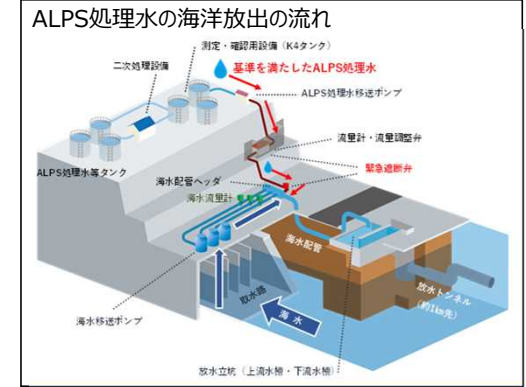 ALPS処理水の海洋放出の流れ
測定・確認用設備（K4タンク）
二次処理設備
基準を満たしたALPS処理水
ALPS処理水移送ポンプ
流量計・流量調整弁
ALPS処理水等タンク
緊急遮断弁
海水配管ヘッダ
海水流量計
海水配管
放水トンネル
（約1km先）
取水路
海水
海水移送ポンプ
放水立坑（上流水槽・下流水槽）